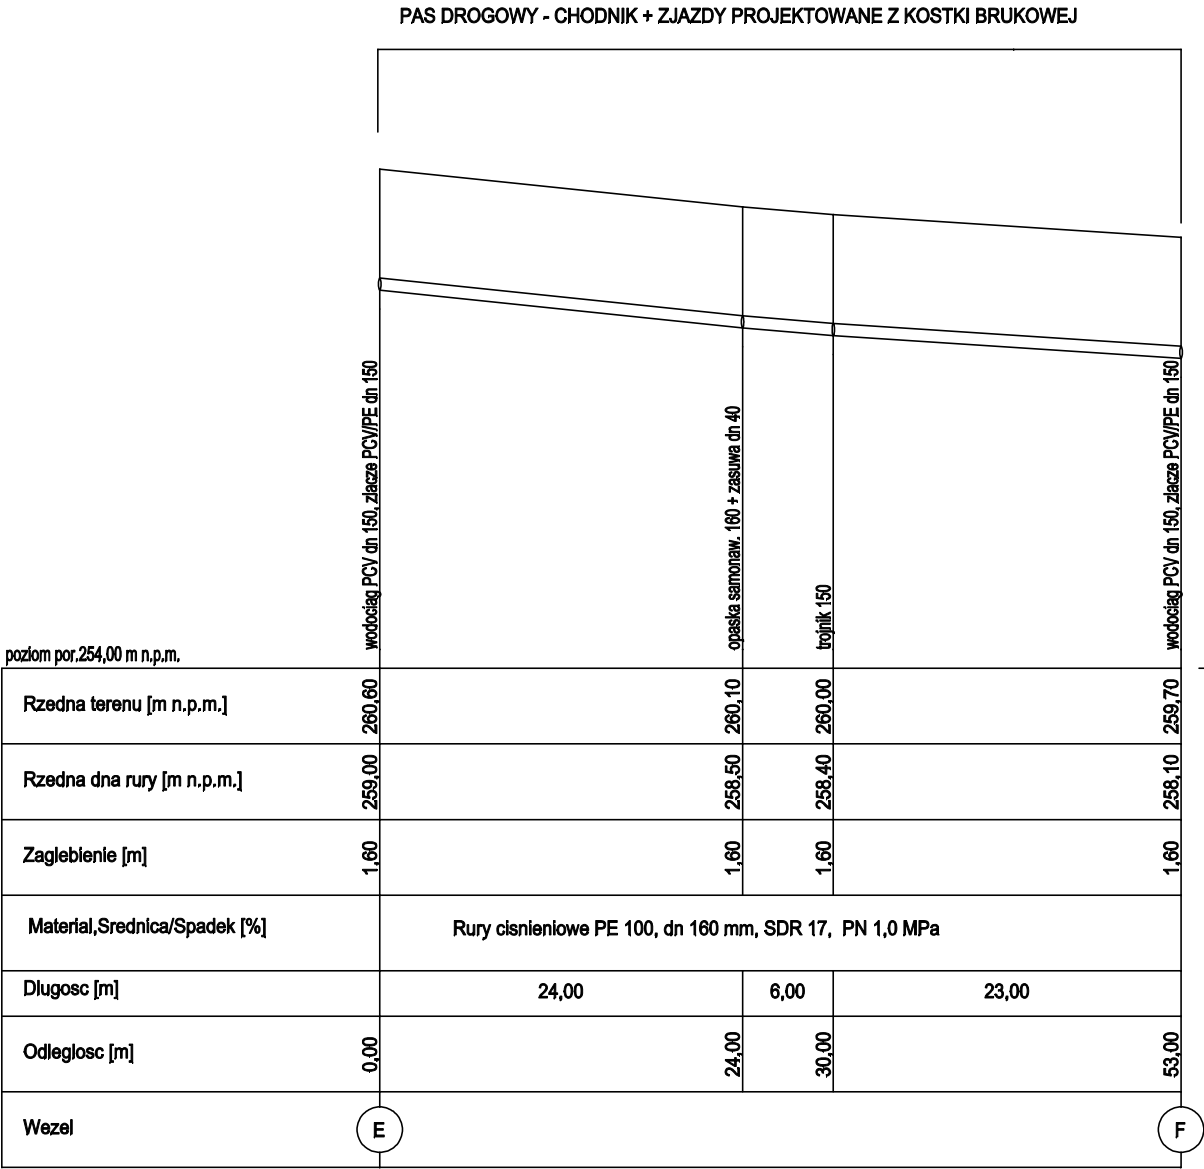 PAS DROGOWY - CHODNIK + ZJAZDY PROJEKTOWANE Z KOSTKI BRUKOWEJ
wodociag PCV dn 150, zlacze PCV/PE dn 150
opaska samonaw. 160 + zasuwa dn 40
trojnik 150
wodociag PCV dn 150, zlacze PCV/PE dn 150
poziom por.254,00 m n.p.m.
Rzedna terenu [m n.p.m.] 260,60 260,10 260,00 259,70
Rzedna dna rury [m n.p.m.] 259,00 258,50 258,40 258,10
Zaglebienie [m] 1,60 1,60 1,60 1,60
Material,Srednica/Spadek [%] Rury cisnieniowe PE 100, dn 160 mm, SDR 17, PN 1,0 MPa
Dlugosc [m] 24,00 6,00 23,00
Odleglosc [m] 0,00 24,00 30,00 53,00
Wezel E F